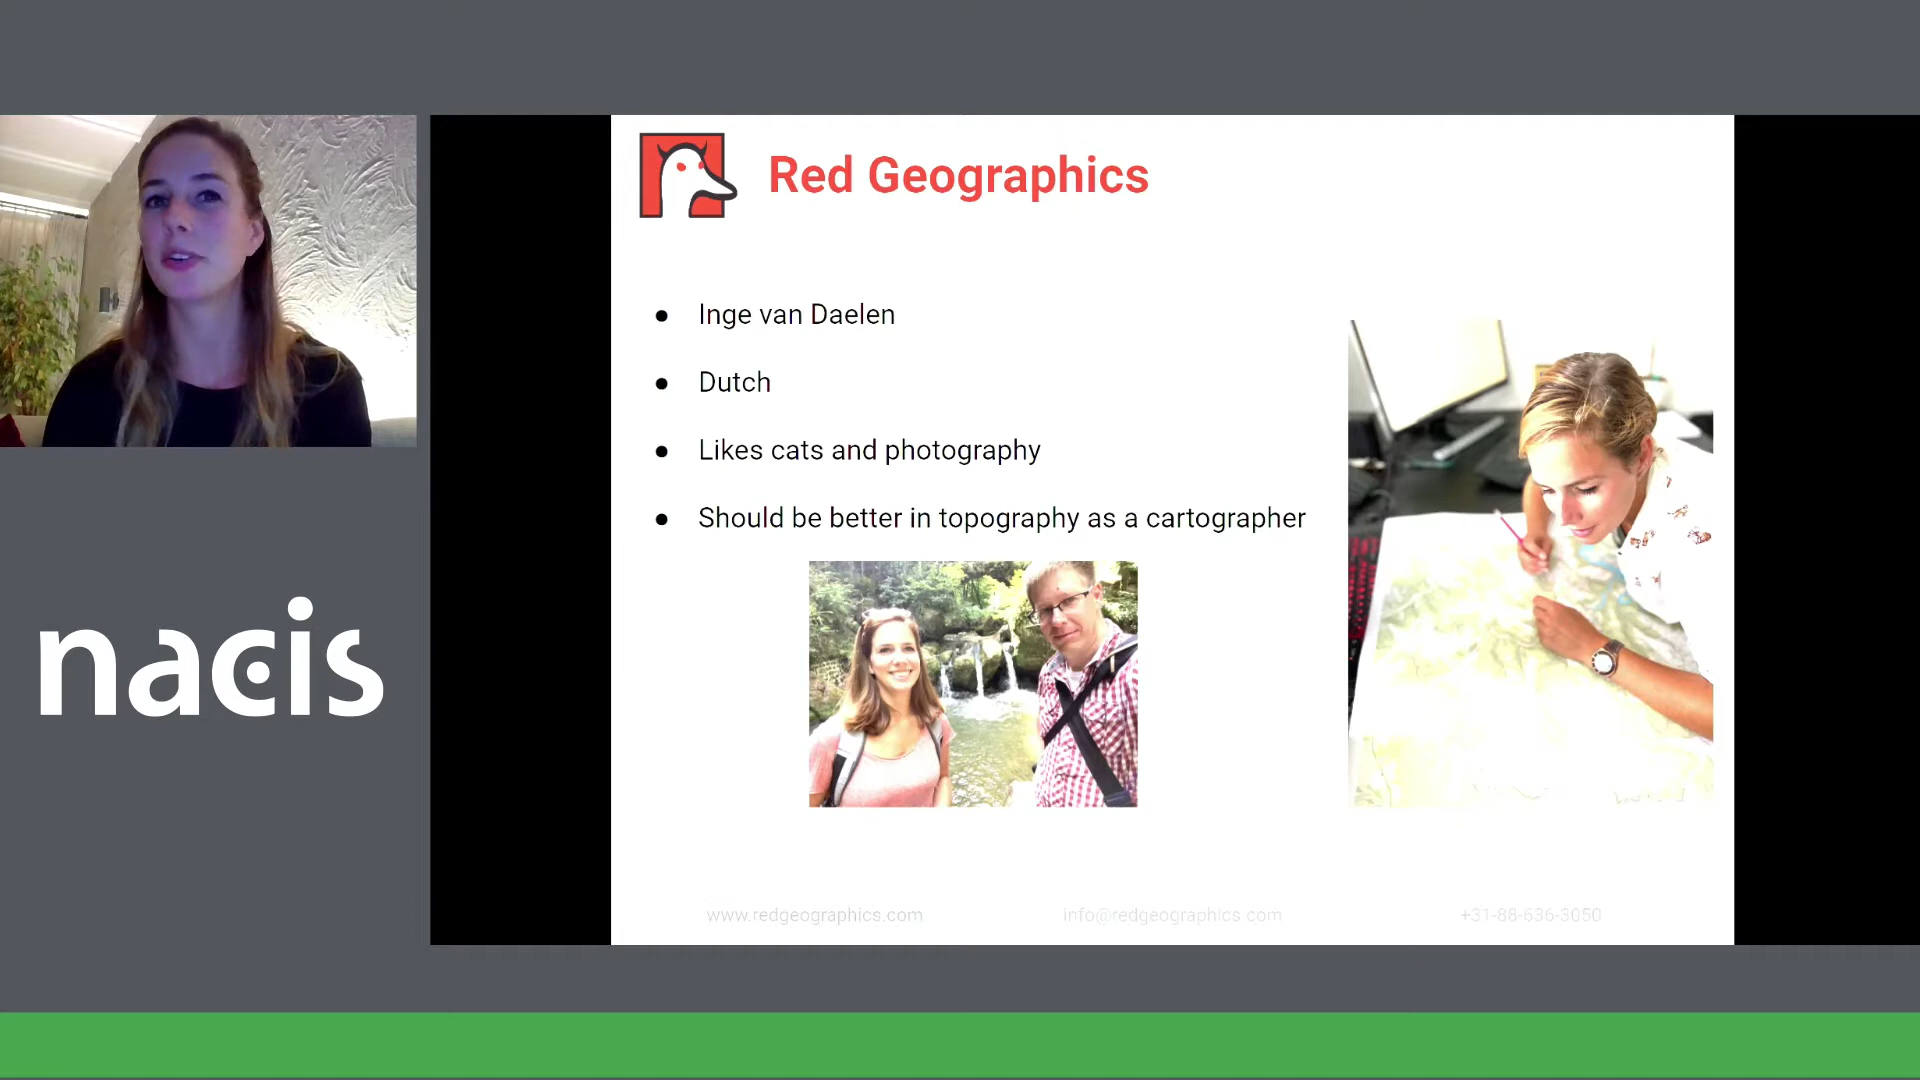 Red Geographics
● Inge van Daelen
● Dutch
● Likes cats and photography
● Should be better in topography as a cartographer
nacis
www.redgeographics.com
info@redgeographics.com
+31-88-636-3050